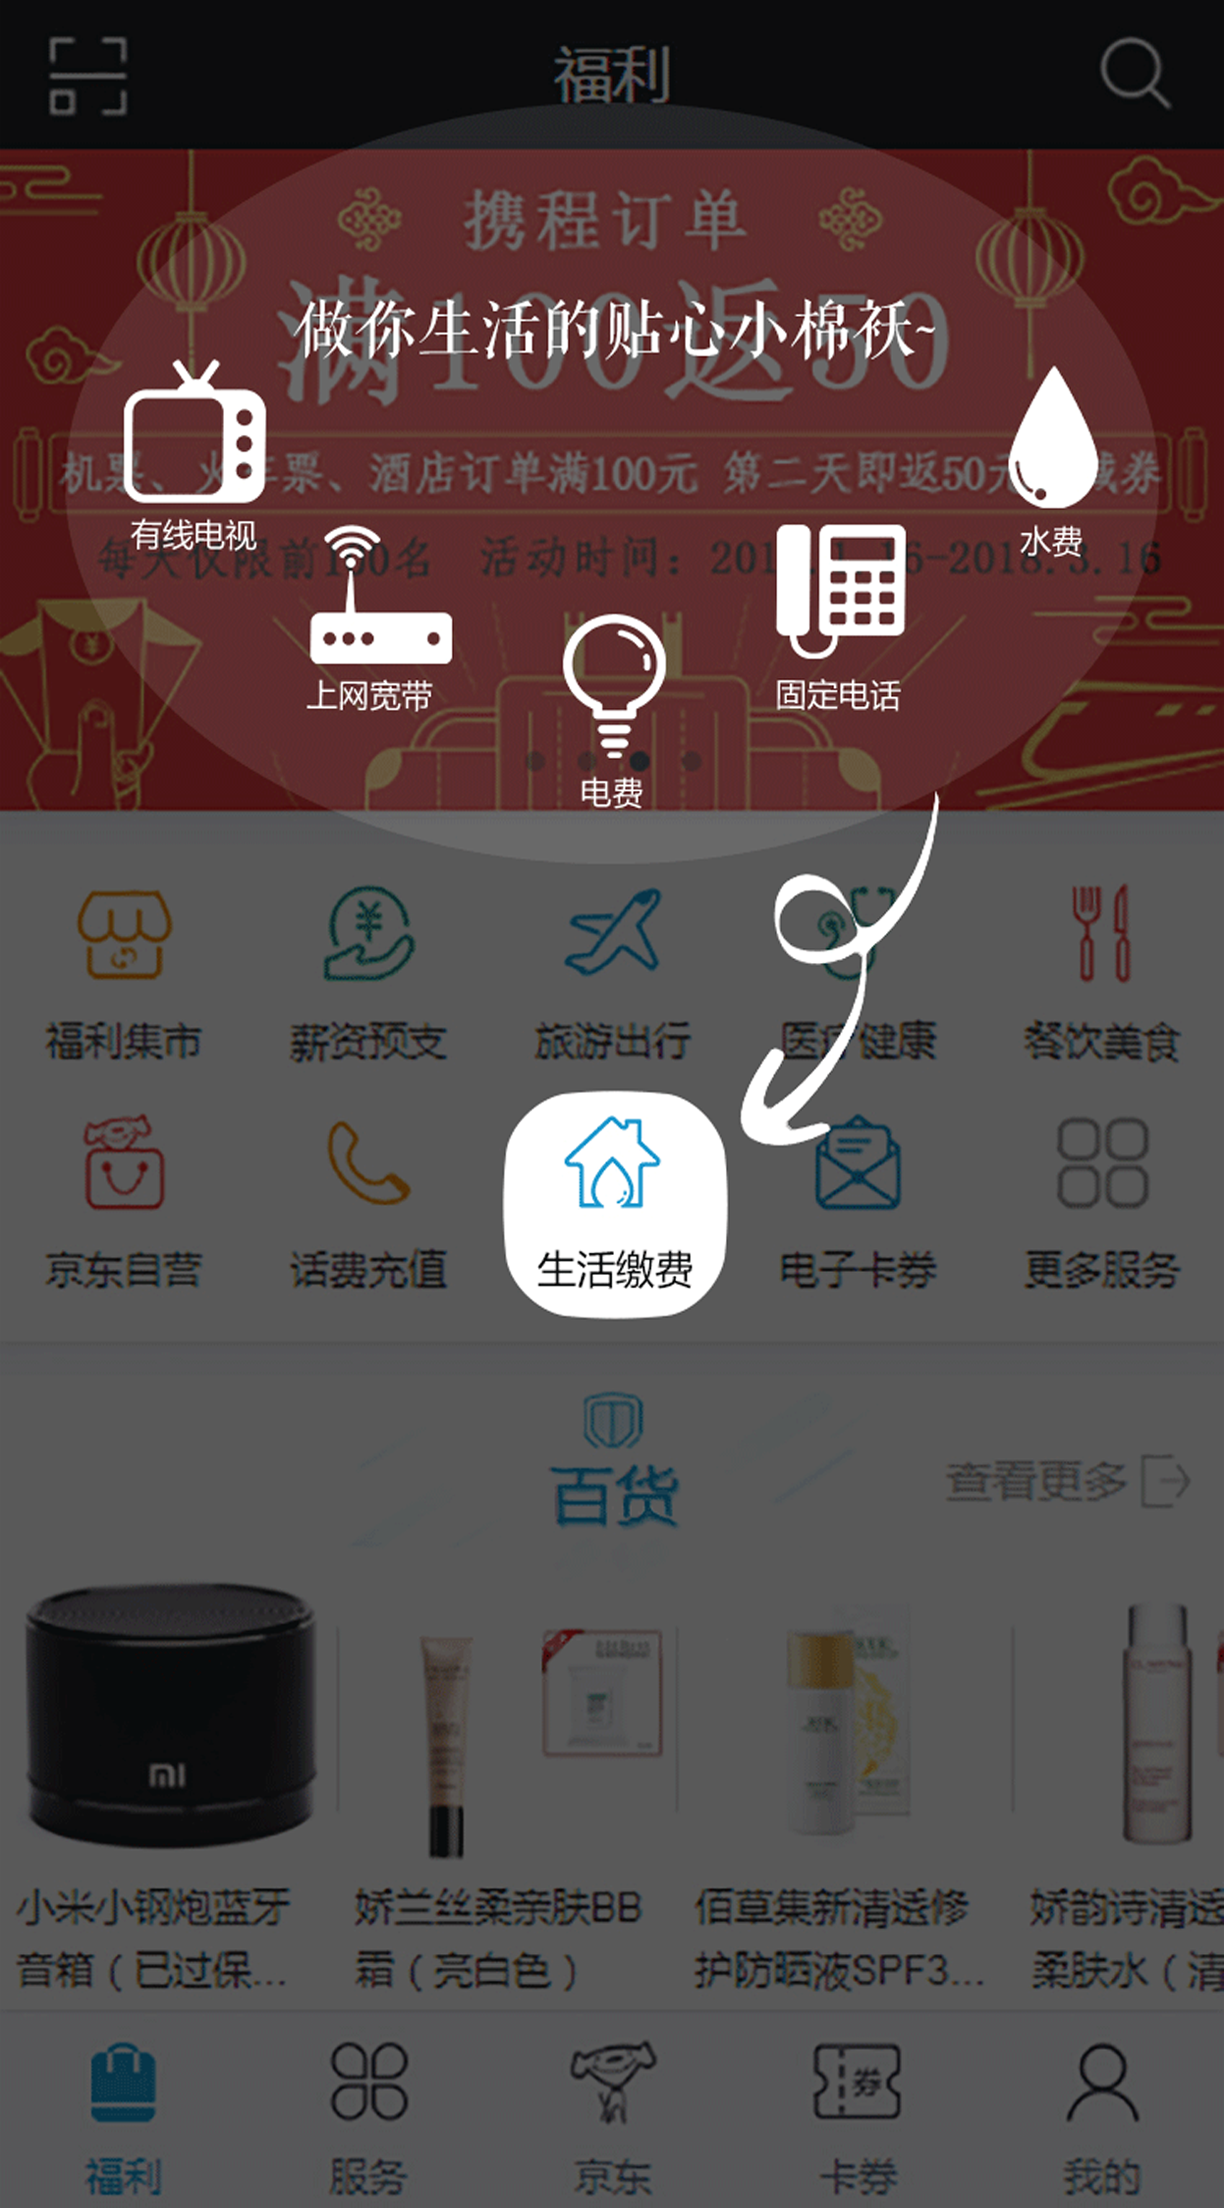 福利
携程订单
满100返50
做你生活的贴心小棉袄~
机票、火车票、酒店订单满100元 第二天即返50元
券
有线电视
水费
每天仅限前 0名 活动时间：201 6-2018.3.16
上网宽带
固定电话
电费
福利集市
薪资预支
旅游出行
医疗健康
餐饮美食
京东自营
话费充值
生活缴费
电子卡券
更多服务
百货
查看更多
mi
小米小钢炮蓝牙
音箱（已过保...
娇兰丝柔亲肤BB
霜（亮白色）
佰草集新清透修
护防晒液SPF3...
娇韵诗清透
柔肤水（清
福利
服务
京东
券
卡券
我的